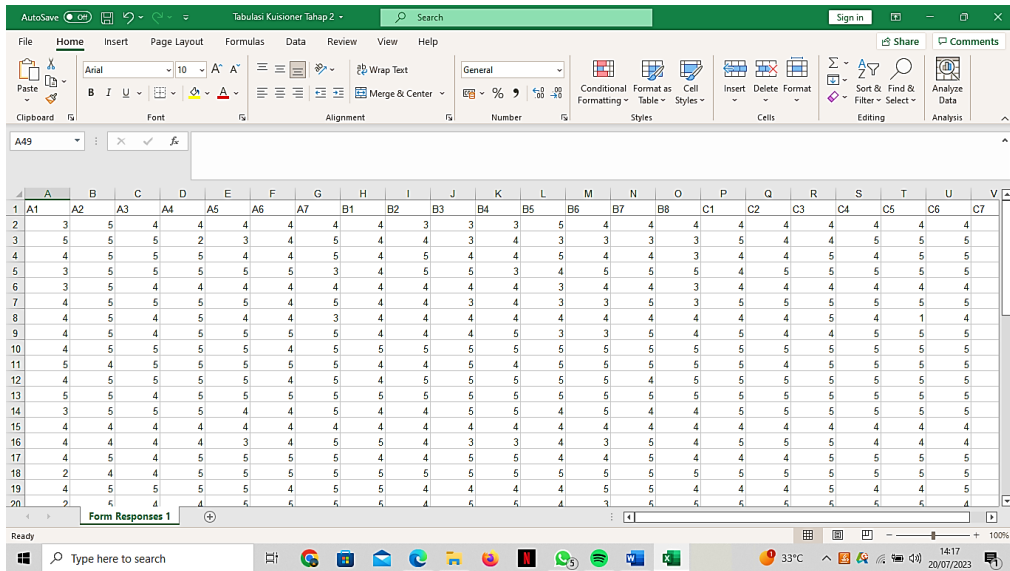 AutoSave Off Tabulasi Kuisioner Tahap 2 Search Sign in
File Home Insert Page Layout Formulas Data Review View Help Share Comments
Paste Arial 10 Wrap Text General Conditional Formatting Format as Table Cell Styles Insert Delete Format Sort & Filter Find & Select Analyze Data
B I U Merge & Center
Clipboard Font Alignment Number Styles Cells Editing Analysis
A49 fx
A B C D E F G H I J K L M N O P Q R S T U V
1 A1 A2 A3 A4 A5 A6 A7 B1 B2 B3 B4 B5 B6 B7 B8 C1 C2 C3 C4 C5 C6 C7
2 3 5 4 4 4 4 4 4 3 3 3 5 4 4 4 4 4 4 4 4 4
3 5 5 5 2 3 4 5 4 4 3 4 3 3 3 3 5 4 4 5 5 5
4 4 5 5 5 4 4 5 4 5 4 4 5 4 4 3 4 4 5 4 5 5
5 3 5 5 5 5 5 3 4 5 5 3 4 5 5 5 4 5 5 5 5 5
6 3 5 4 4 4 4 4 4 4 4 4 3 4 4 3 4 4 4 4 4 4
7 4 5 5 5 5 4 5 4 4 3 4 3 3 5 3 5 5 5 5 5 5
8 4 5 4 5 4 4 3 4 4 4 4 4 4 4 4 4 4 5 4 1 4
9 4 5 4 5 5 5 5 4 4 4 5 3 3 5 4 5 4 4 5 5 5
10 4 5 5 5 5 4 5 5 5 5 5 5 5 5 5 5 5 5 5 5 5
11 5 4 5 5 5 5 5 4 4 5 4 5 5 5 5 5 4 5 5 5 5
12 4 5 5 5 5 4 5 4 5 5 5 5 5 4 5 5 4 5 5 5 5
13 5 5 4 5 5 5 5 5 5 5 5 5 5 5 5 5 5 5 5 5 5
14 3 5 5 5 4 4 5 4 4 5 5 4 5 4 4 5 5 5 5 5 5
15 4 4 4 4 4 4 4 4 4 4 4 4 4 4 4 4 4 4 4 4 4
16 4 4 4 4 3 4 5 5 4 3 3 4 3 5 4 5 5 5 4 4 4
17 4 5 4 5 5 5 5 4 4 5 5 4 4 5 4 4 4 5 5 5 5
18 2 4 4 5 5 5 5 5 5 5 5 5 5 5 5 5 5 5 5 5 5
19 4 5 5 5 5 4 5 5 4 4 4 4 5 5 4 4 4 5 4 4 5
20
Form Responses 1
Ready 100%
Type here to search 33°C 14:17
20/07/2023